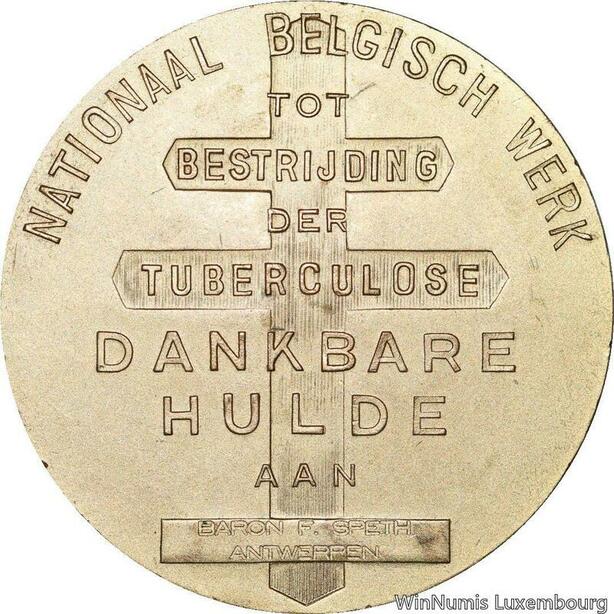 NATIONAAL BELGISCH WERK
TOT
BESTRIJDING
DER
TUBERCULOSE
DANKBARE
HULDE
AAN
BARON F. SPETH
ANTWERPEN
WinNumis Luxembourg